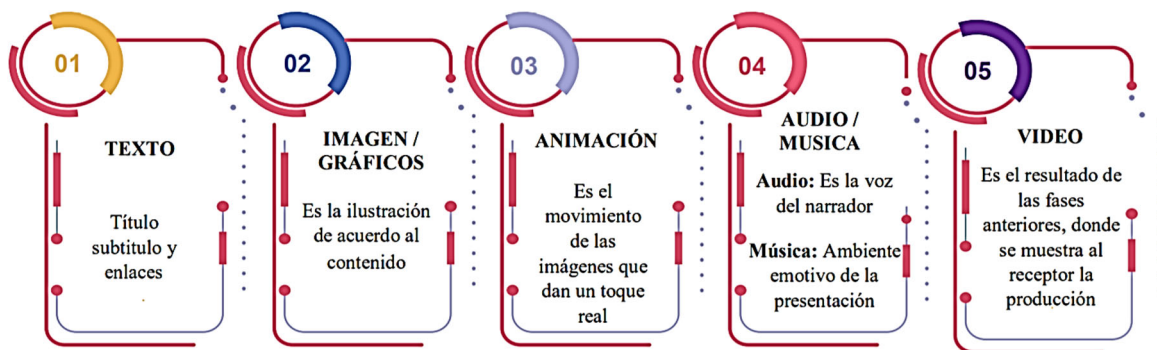 01
TEXTO
Título
subtitulo y
enlaces
02
IMAGEN /
GRÁFICOS
Es la ilustración
de acuerdo al
contenido
03
ANIMACIÓN
Es el
movimiento
de las
imágenes que
dan un toque
real
04
AUDIO /
MUSICA
Audio: Es la voz
del narrador
Música: Ambiente
emotivo de la
presentación
05
VIDEO
Es el resultado de
las fases
anteriores, donde
se muestra al
receptor la
producción